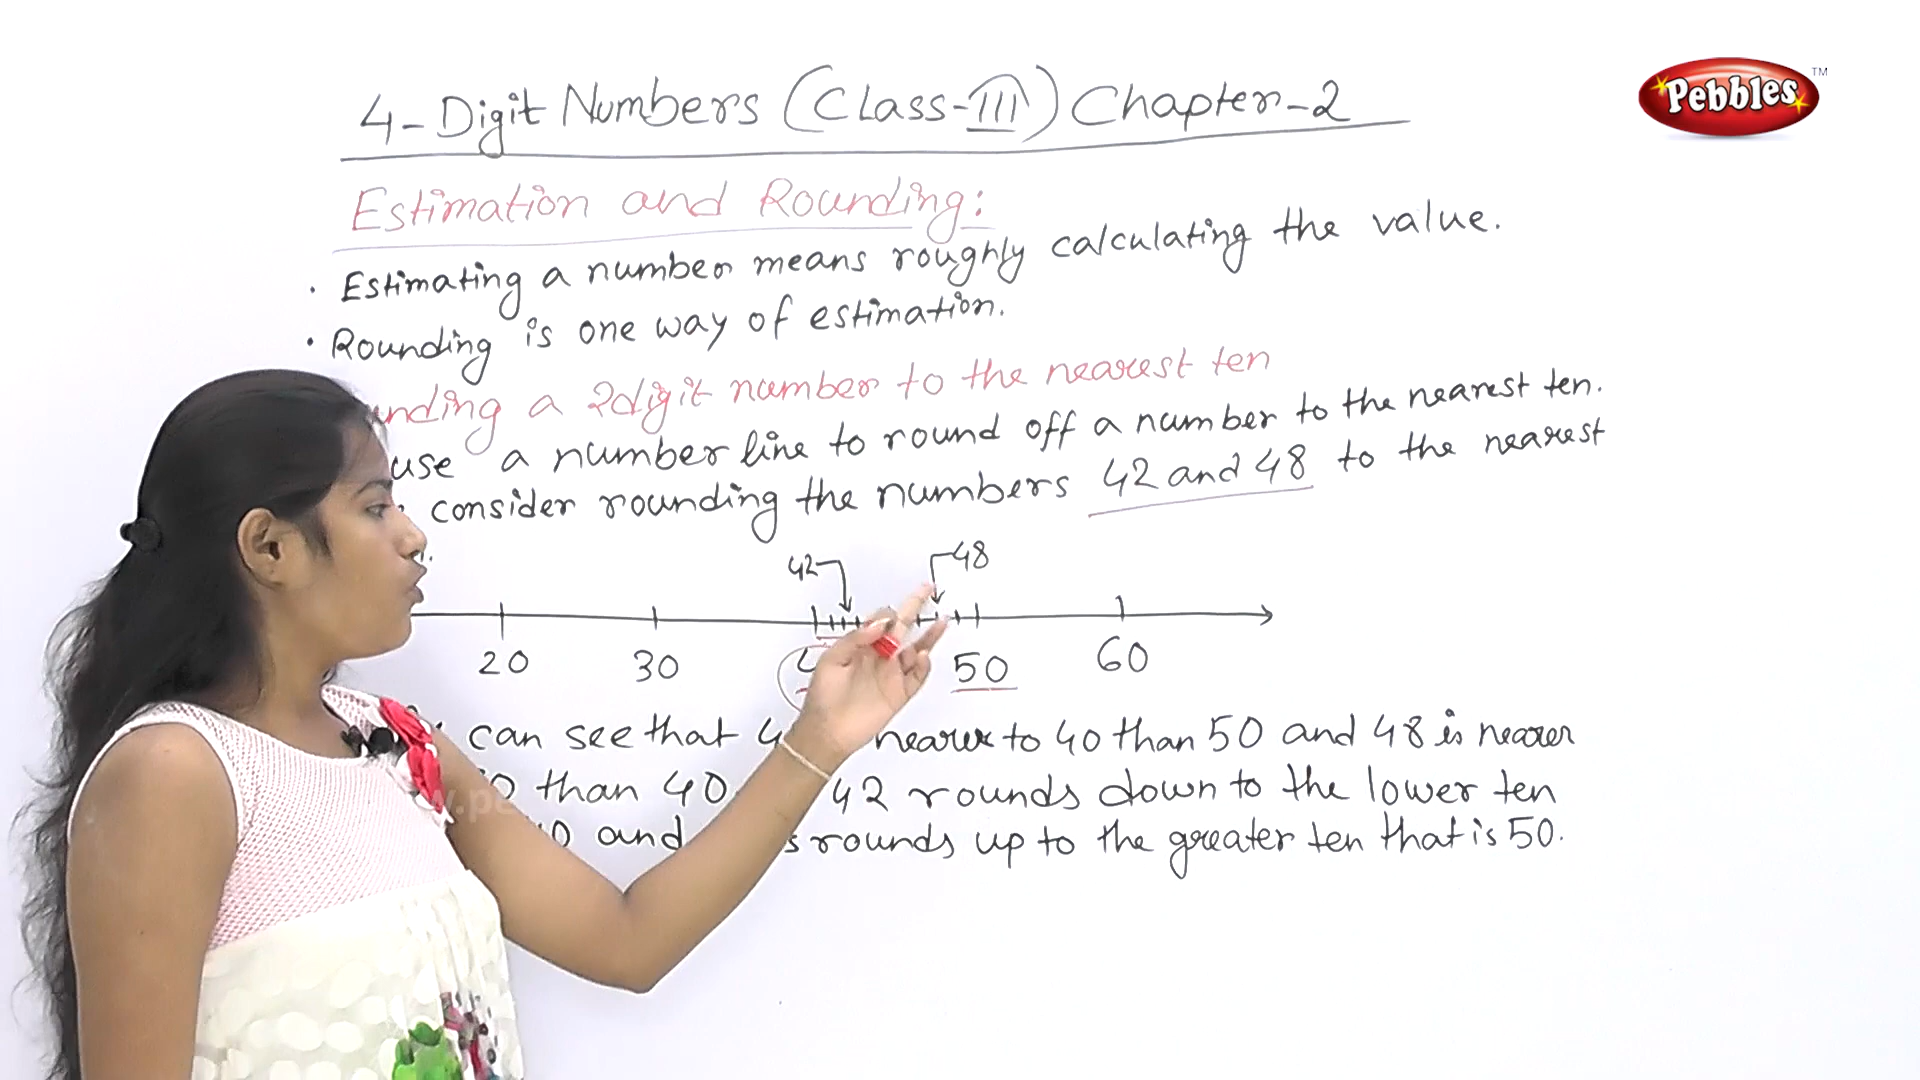 4-Digit Numbers (Class-III) Chapter-2
Pebbles TM
Estimation and Rounding:
· Estimating a number means roughly calculating the value.
· Rounding is one way of estimation.
a 2digit number to the nearest ten
use a number line to round off a number to the nearest ten.
consider rounding the numbers 42 and 48 to the nearest
42 48
20 30 50 60
can see that nearer to 40 than 50 and 48 is nearer
than 40 42 rounds down to the lower ten
and rounds up to the greater ten that is 50.